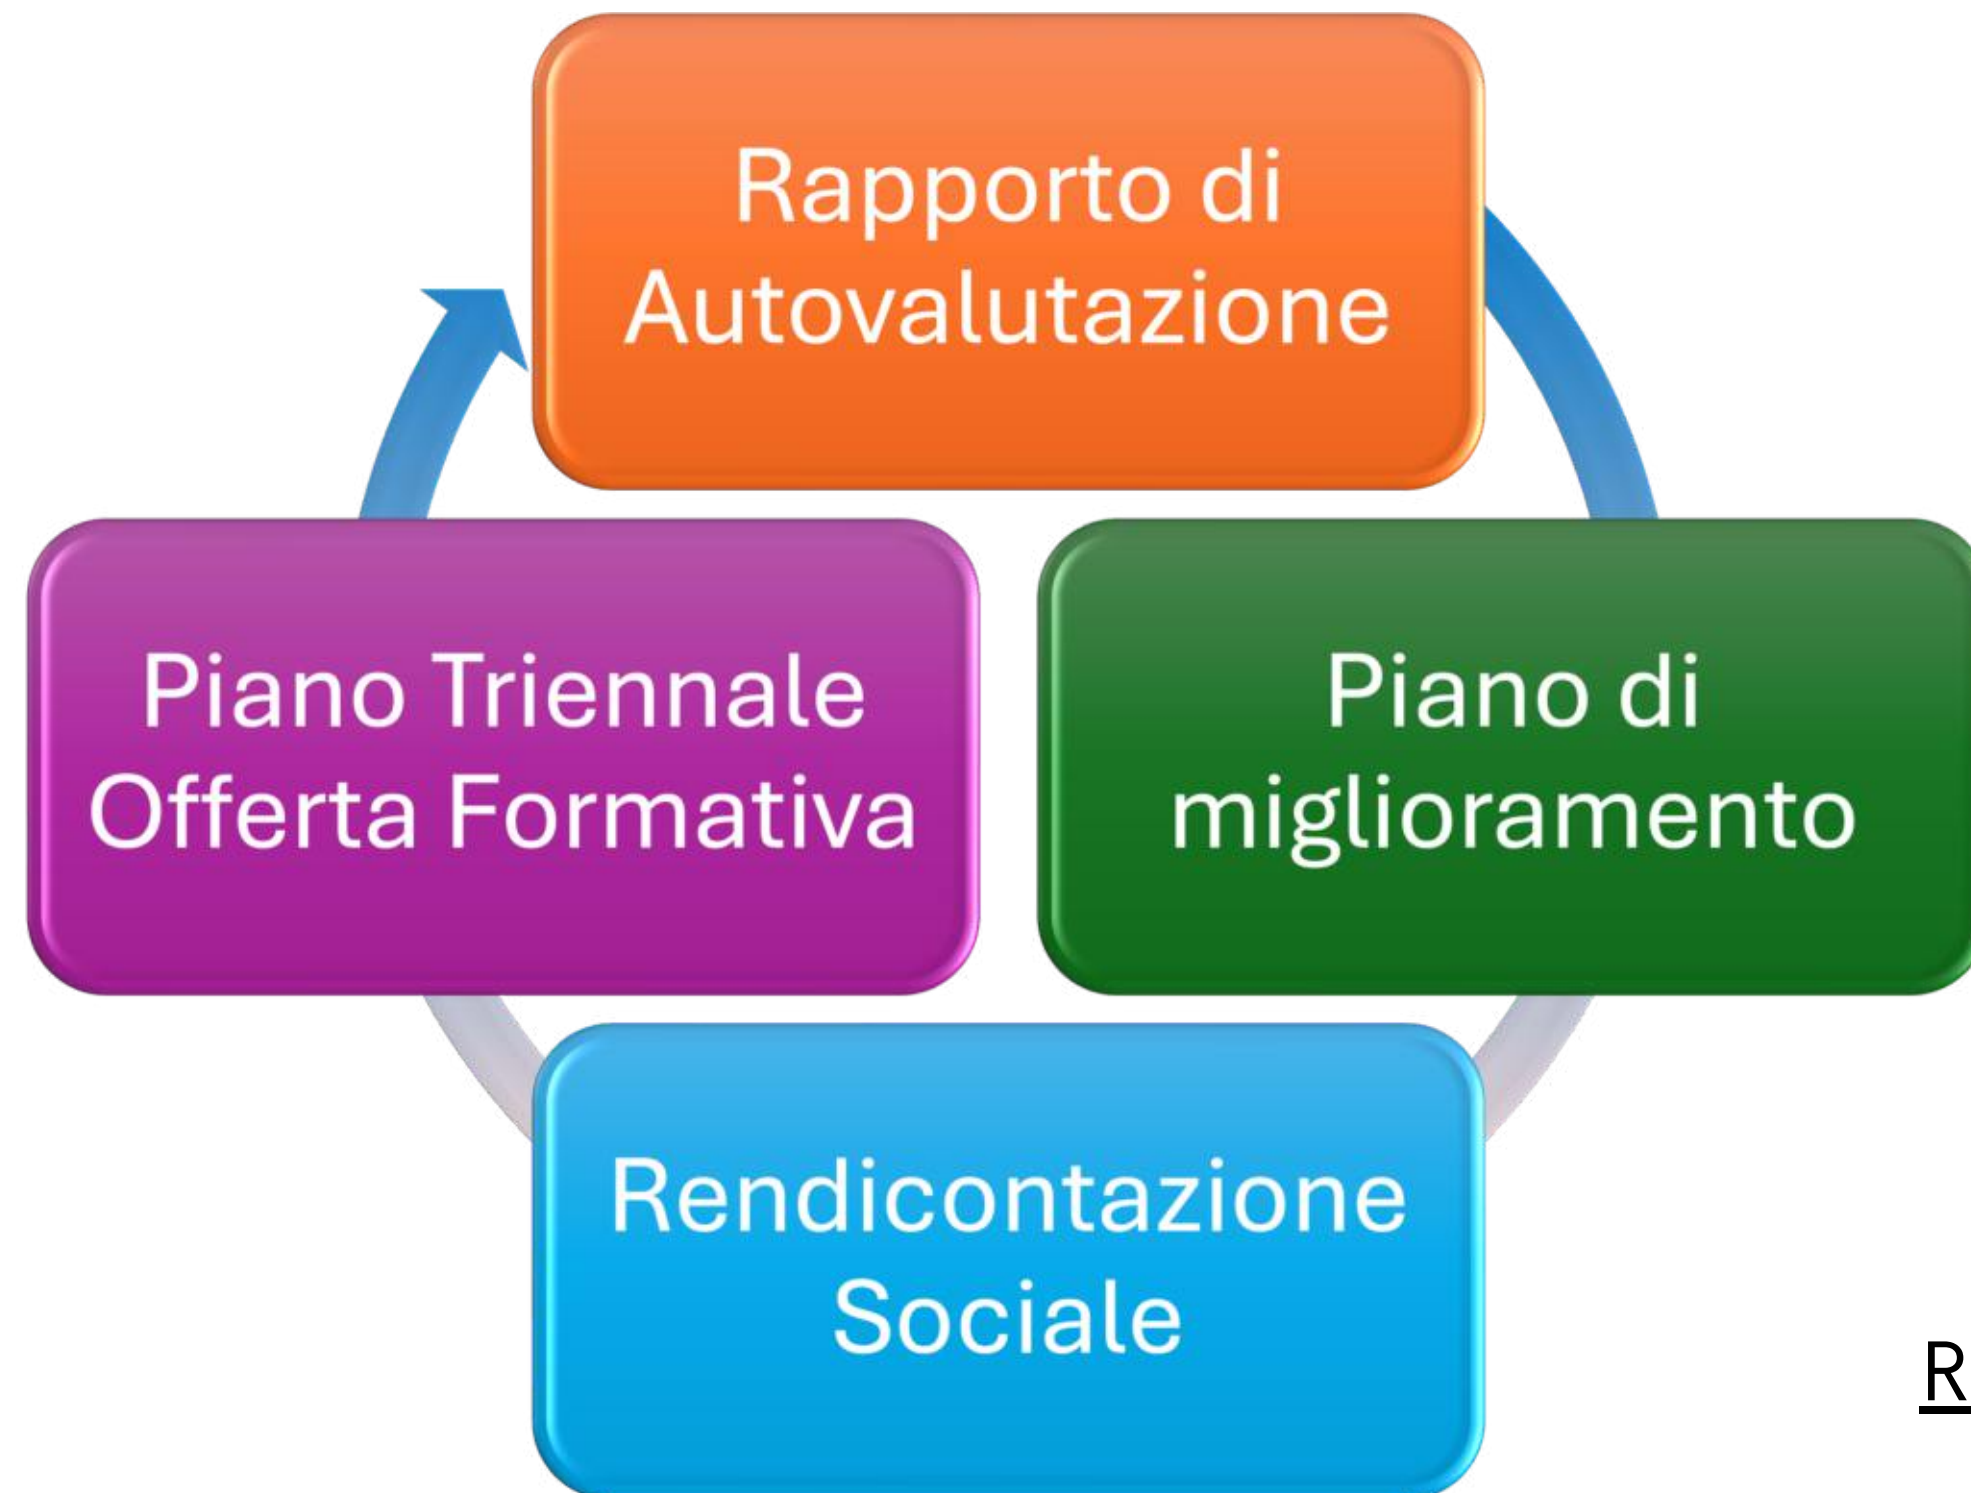 Rapporto di
Autovalutazione
Piano Triennale
Offerta Formativa
Piano di
miglioramento
Rendicontazione
Sociale
R